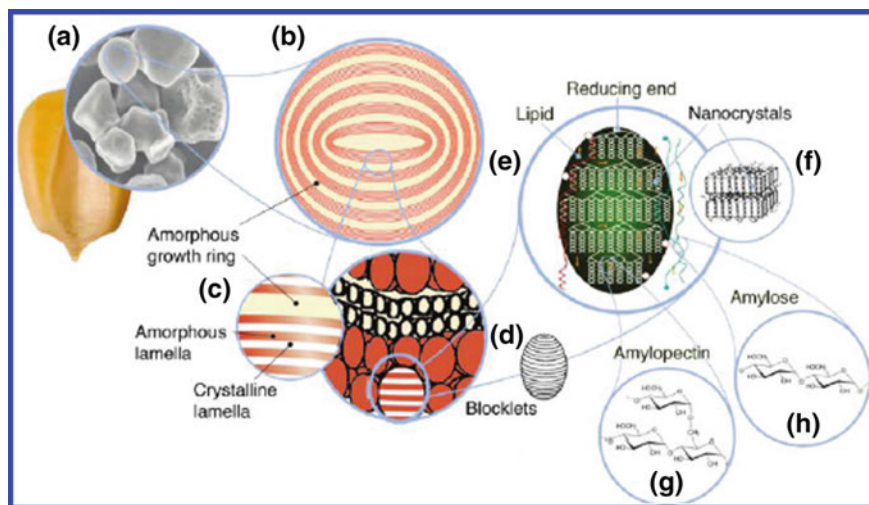 (a)
(b)
Reducing end
Lipid
Nanocrystals
(e)
(f)
Amorphous
growth ring
(c)
Amylose
Amorphous
lamella
(d)
Amylopectin
Crystalline
lamella
Blocklets
(h)
(g)